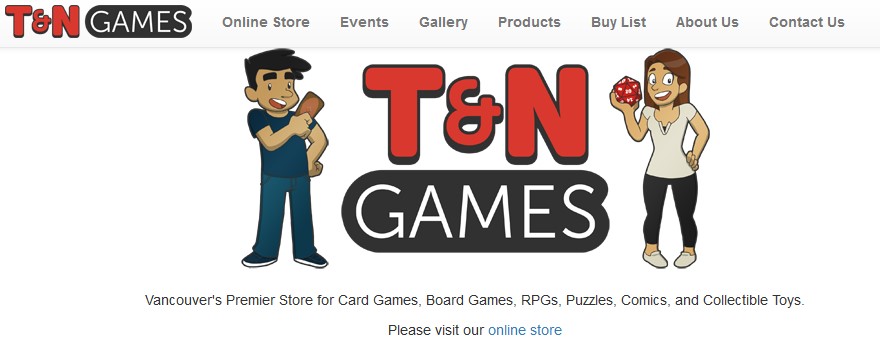 T&N GAMES Online Store Events Gallery Products Buy List About Us Contact Us
T&N
GAMES
Vancouver's Premier Store for Card Games, Board Games, RPGs, Puzzles, Comics, and Collectible Toys.
Please visit our online store